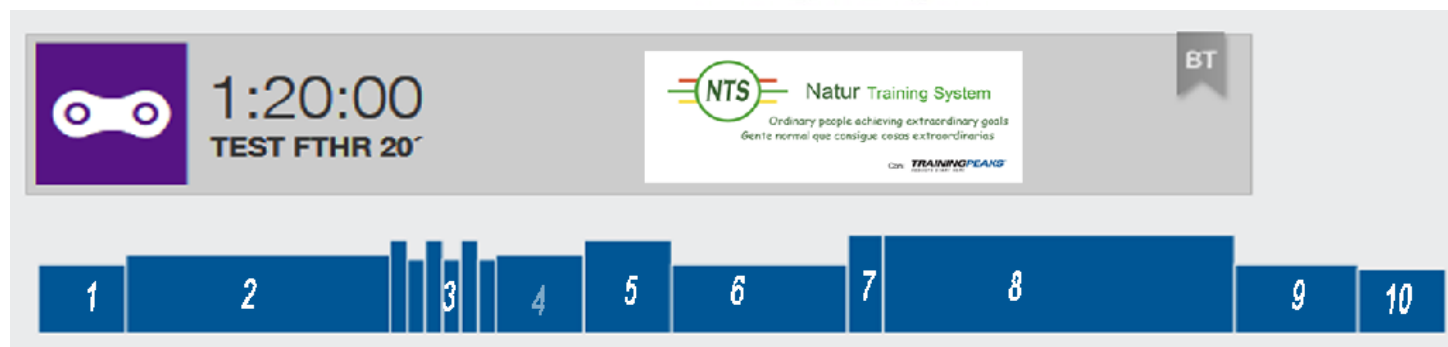 BT
1:20:00
TEST FTHR 20´
NTS
Natur Training System
Ordinary people achieving extraordinary goals
Gente normal que consigue cosas extraordinarias
Con: TRAININGPEAKS
1 2 3 4 5 6 7 8 9 10